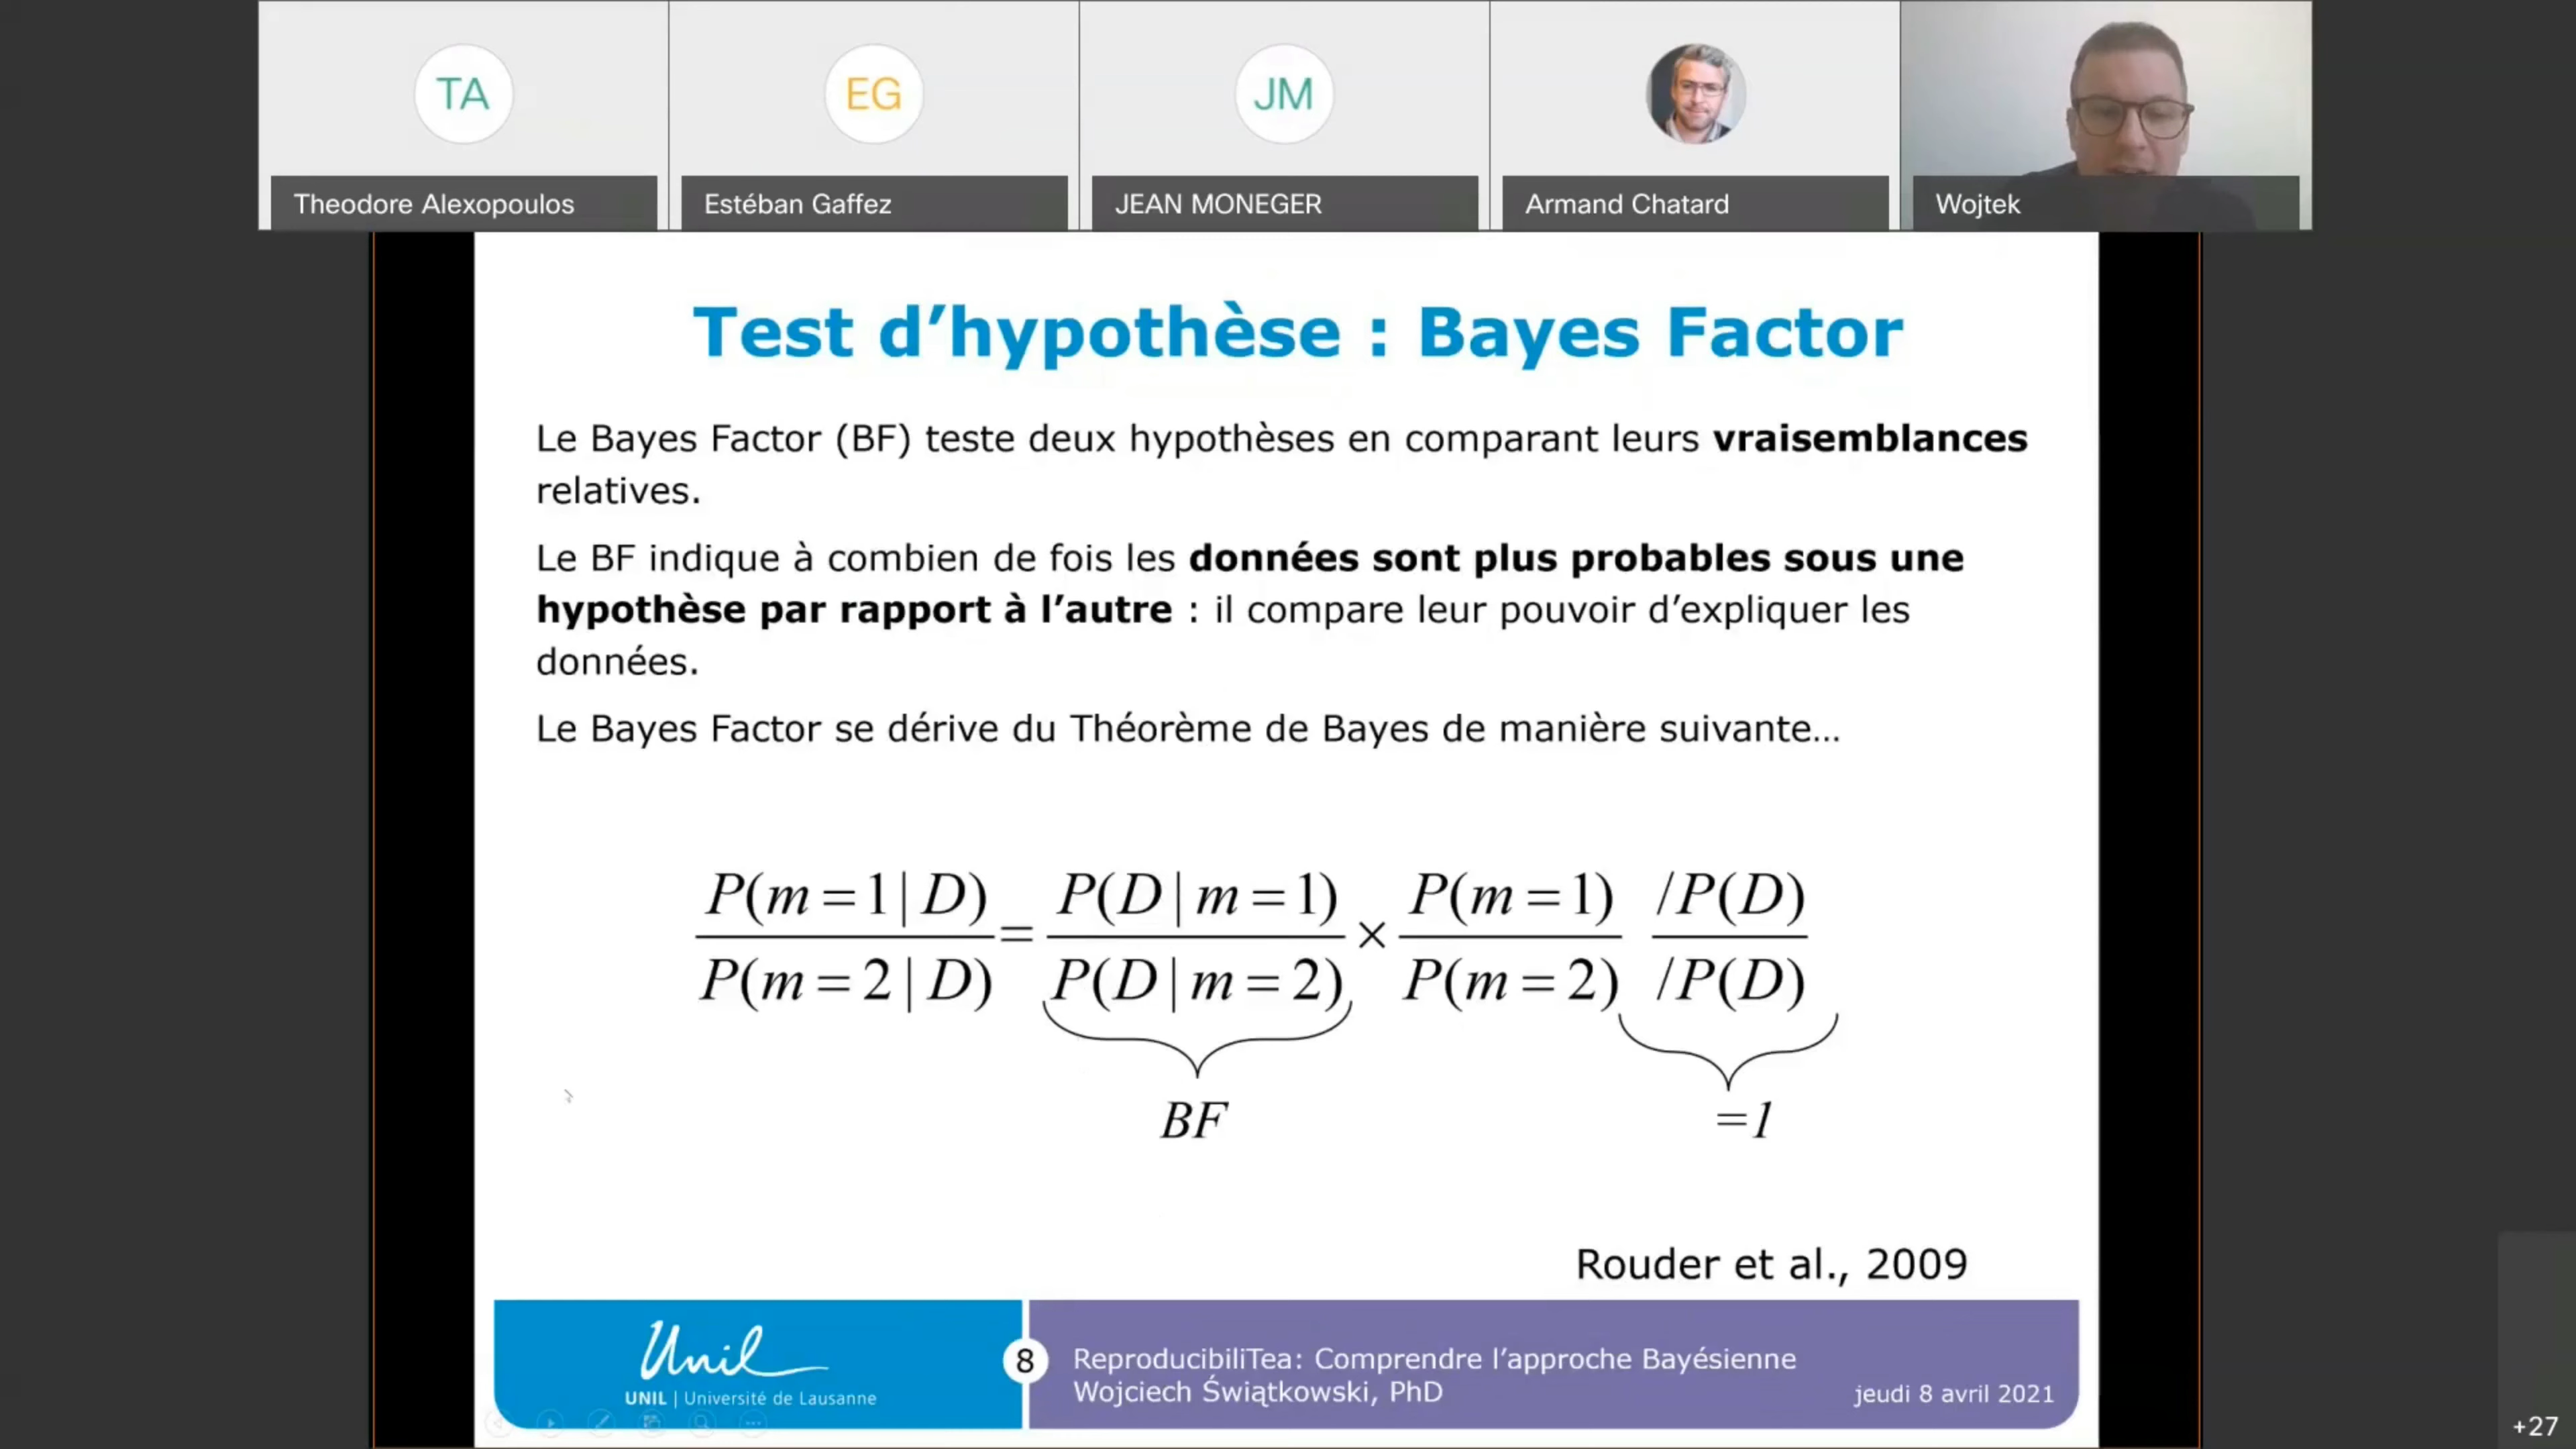 TA
EG
JM
Theodore Alexopoulos
Estéban Gaffez
JEAN MONEGER
Armand Chatard
Wojtek
Test d’hypothèse : Bayes Factor
Le Bayes Factor (BF) teste deux hypothèses en comparant leurs vraisemblances
relatives.
Le BF indique à combien de fois les données sont plus probables sous une
hypothèse par rapport à l’autre : il compare leur pouvoir d’expliquer les
données.
Le Bayes Factor se dérive du Théorème de Bayes de manière suivante…
P(m=1|D) P(D|m=1) P(m=1) /P(D)
= ×
P(m=2|D) P(D|m=2) P(m=2) /P(D)
BF =1
Rouder et al., 2009
Unil
UNIL | Université de Lausanne
8
ReproducibiliTea: Comprendre l’approche Bayésienne
Wojciech Świątkowski, PhD
jeudi 8 avril 2021
+27